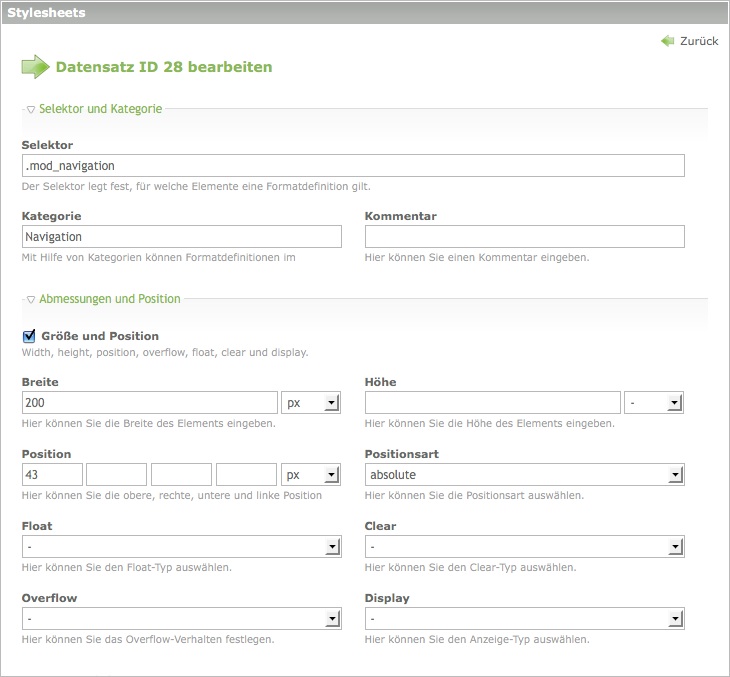 Stylesheets
Zurück
Datensatz ID 28 bearbeiten
Selektor und Kategorie
Selektor
.mod_navigation
Der Selektor legt fest, für welche Elemente eine Formatdefinition gilt.
Kategorie Kommentar
Navigation
Mit Hilfe von Kategorien können Formatdefinitionen im Hier können Sie einen Kommentar eingeben.
Abmessungen und Position
Größe und Position
Width, height, position, overflow, float, clear und display.
Breite Höhe
200 px -
Hier können Sie die Breite des Elements eingeben. Hier können Sie die Höhe des Elements eingeben.
Position Positionsart
43 px absolute
Hier können Sie die obere, rechte, untere und linke Position Hier können Sie die Positionsart auswählen.
Float Clear
- -
Hier können Sie den Float-Typ auswählen. Hier können Sie den Clear-Typ auswählen.
Overflow Display
- -
Hier können Sie das Overflow-Verhalten festlegen. Hier können Sie den Anzeige-Typ auswählen.